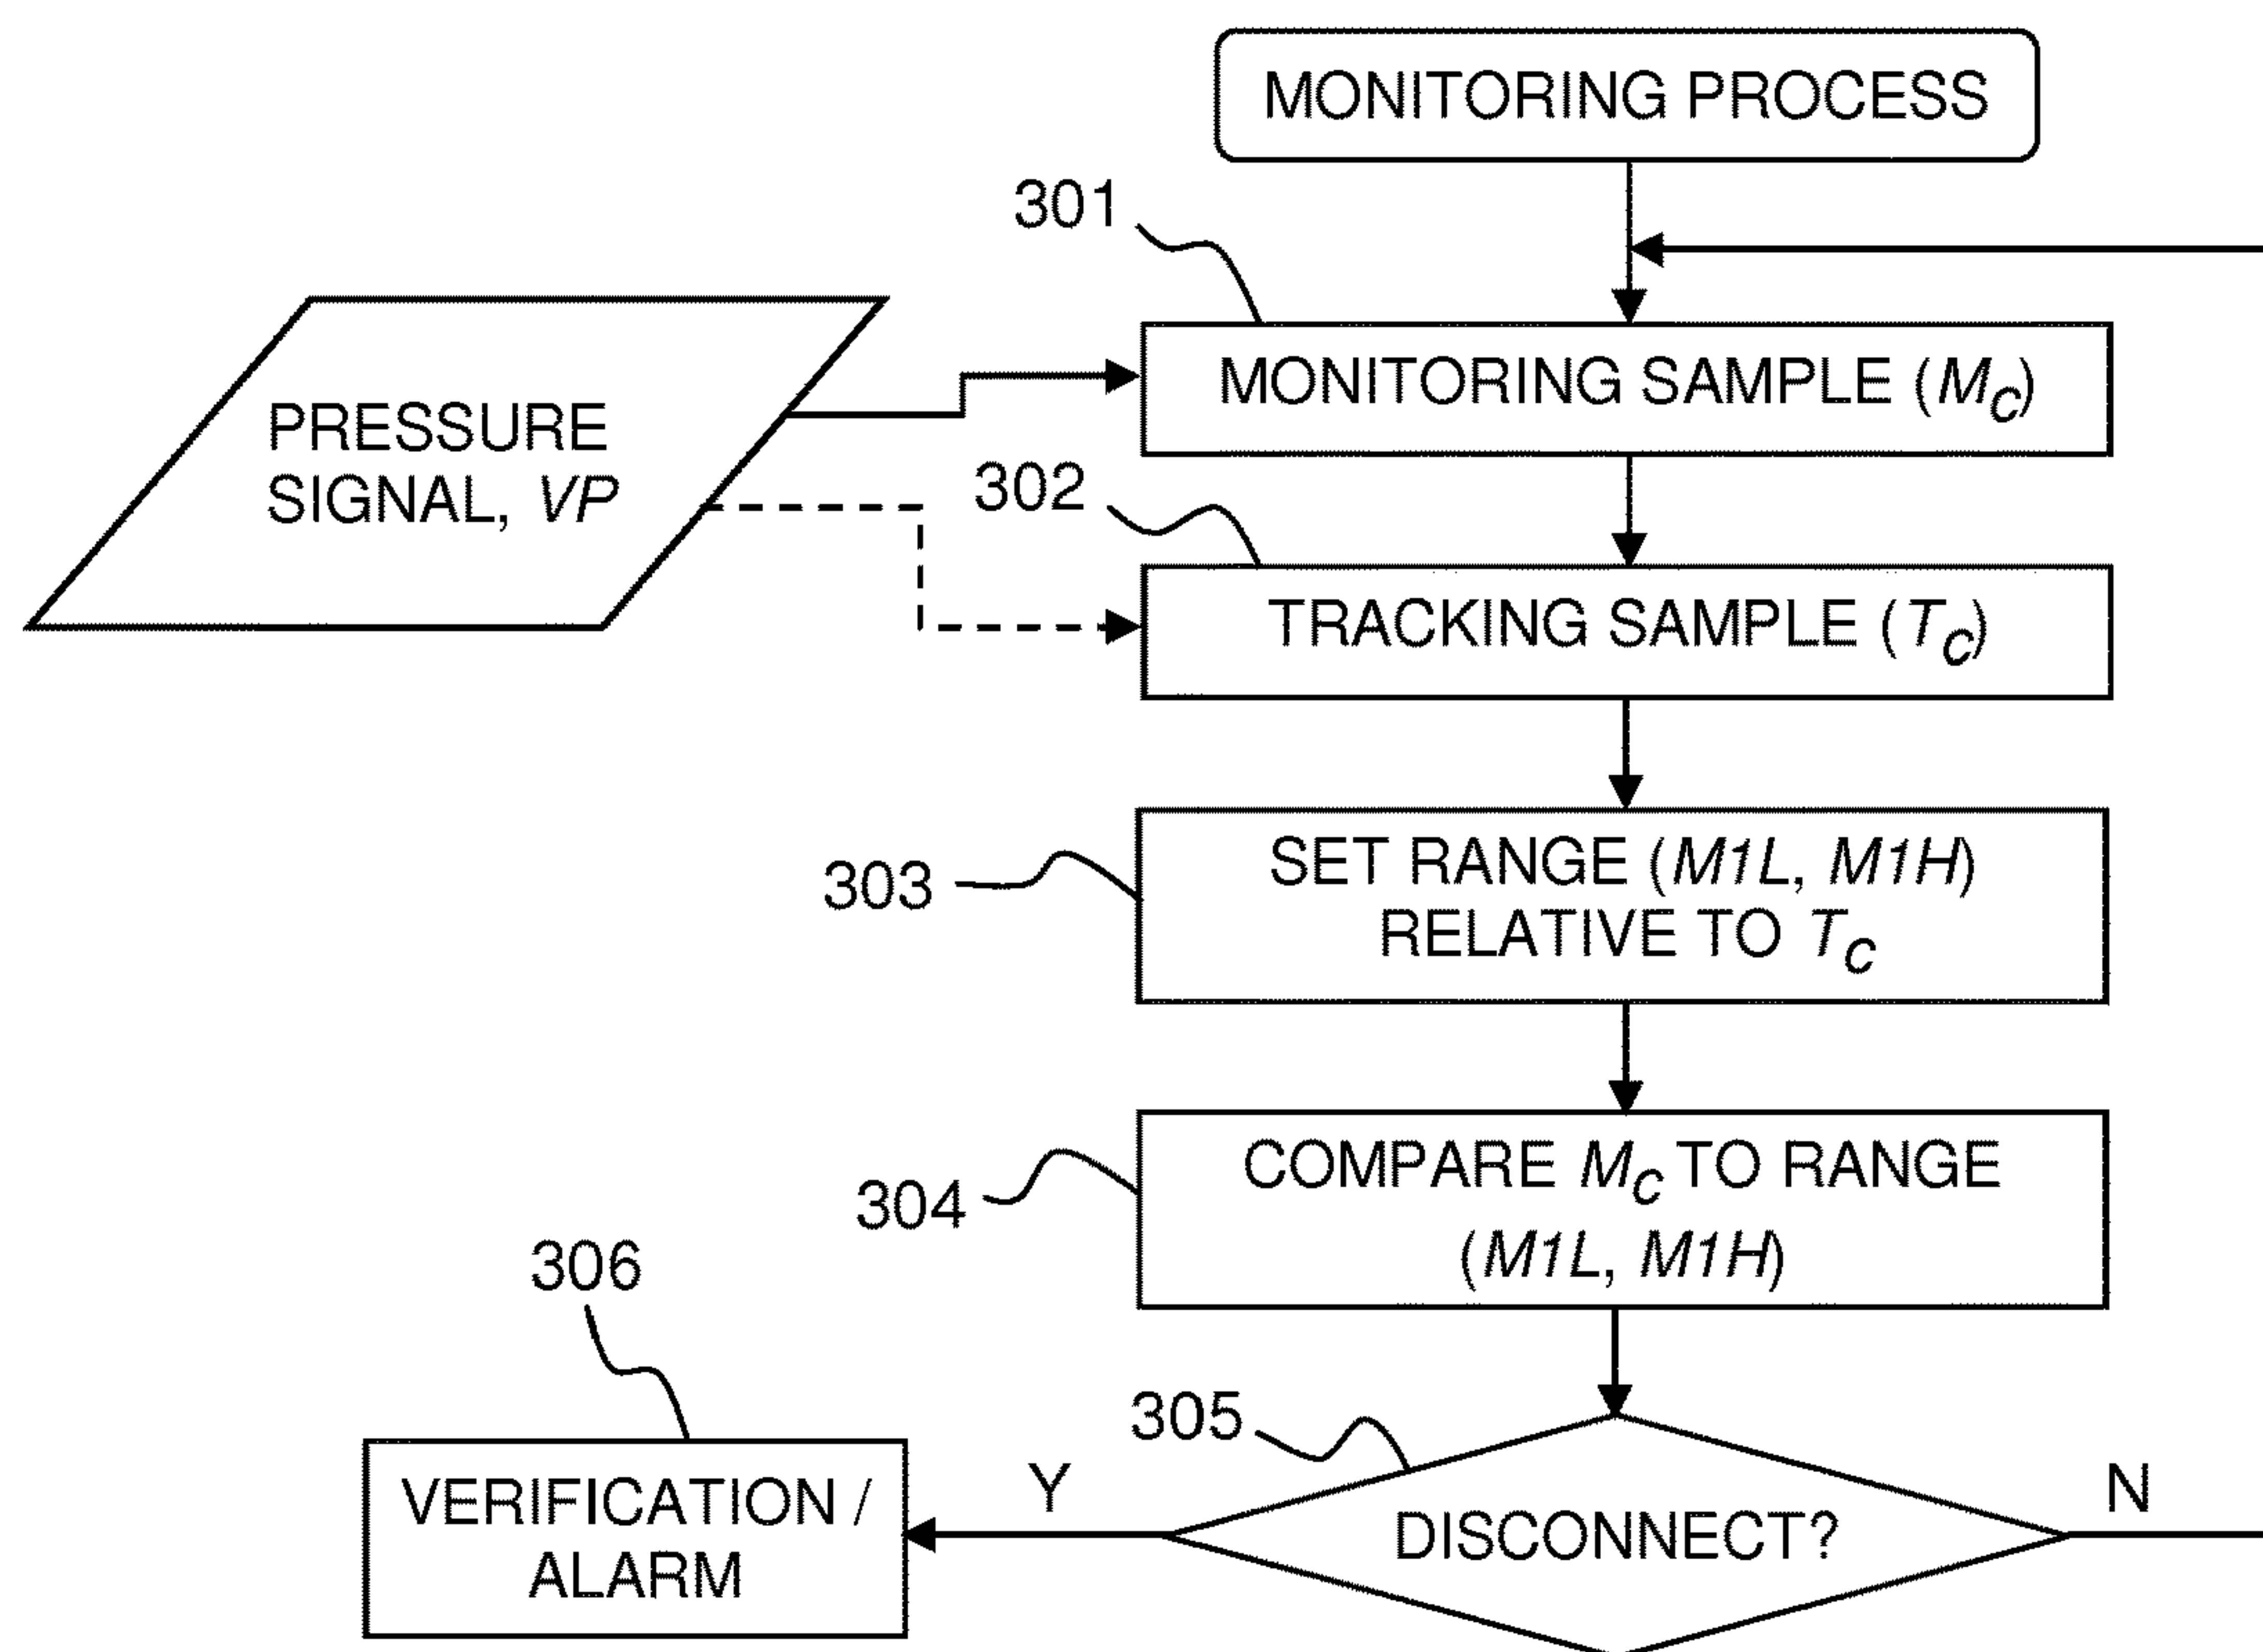 MONITORING PROCESS
301
MONITORING SAMPLE (Mc)
PRESSURE
SIGNAL, VP
302
TRACKING SAMPLE (Tc)
303
SET RANGE (M1L, M1H)
RELATIVE TO Tc
304
COMPARE Mc TO RANGE
(M1L, M1H)
306
305
VERIFICATION /
ALARM
Y
DISCONNECT?
N